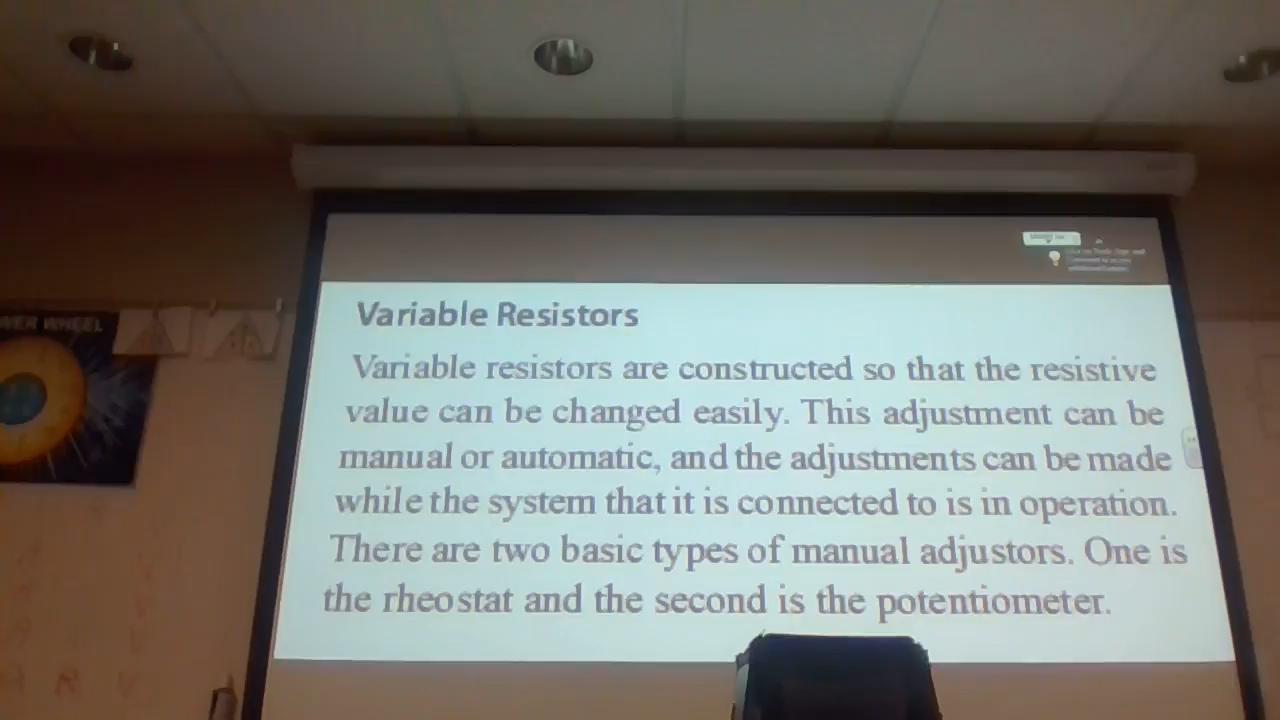 WER WHEEL
Variable Resistors
Variable resistors are constructed so that the resistive
value can be changed easily. This adjustment can be
manual or automatic, and the adjustments can be made
while the system that it is connected to is in operation.
There are two basic types of manual adjustors. One is
the rheostat and the second is the potentiometer.
R V